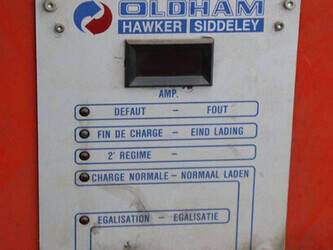 OLDHAM
HAWKER SIDDELEY
AMP.
DEFAUT - FOUT
FIN DE CHARGE - EIND LADING
2' REGIME -
CHARGE NORMALE - NORMAAL LADEN
EGALISATION - EGALISATIE